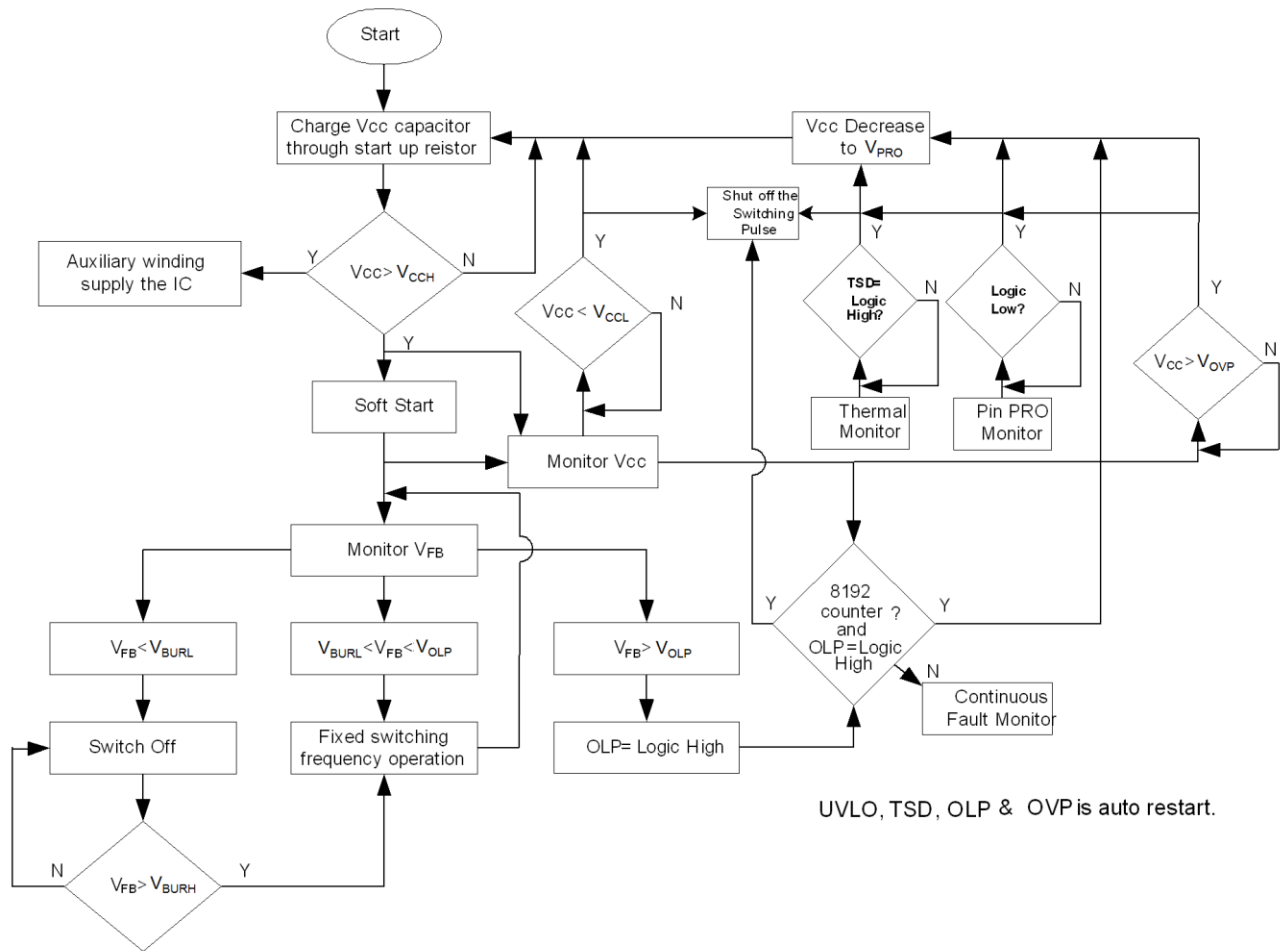 Start
Charge Vcc capacitor
through start up reistor
Vcc Decrease
to VPRO
Shut off the
Switching
Pulse
Auxiliary winding
supply the IC
Y
Vcc> VCCH
N
Y
Y
Vcc < VCCL
N
Y
TSD=
Logic
High?
N
Y
Logic
Low?
N
Y
VCC>VOVP
N
Soft Start
Thermal
Monitor
Pin PRO
Monitor
Monitor Vcc
Monitor VFB
VFB<VBURL
VBURL<VFB<VOLP
VFB>VOLP
Y
8192
counter ?
and
OLP=Logic
High
Y
N
Continuous
Fault Monitor
Switch Off
Fixed switching
frequency operation
OLP= Logic High
N
VFB> VBURH
Y
UVLO, TSD, OLP & OVP is auto restart.